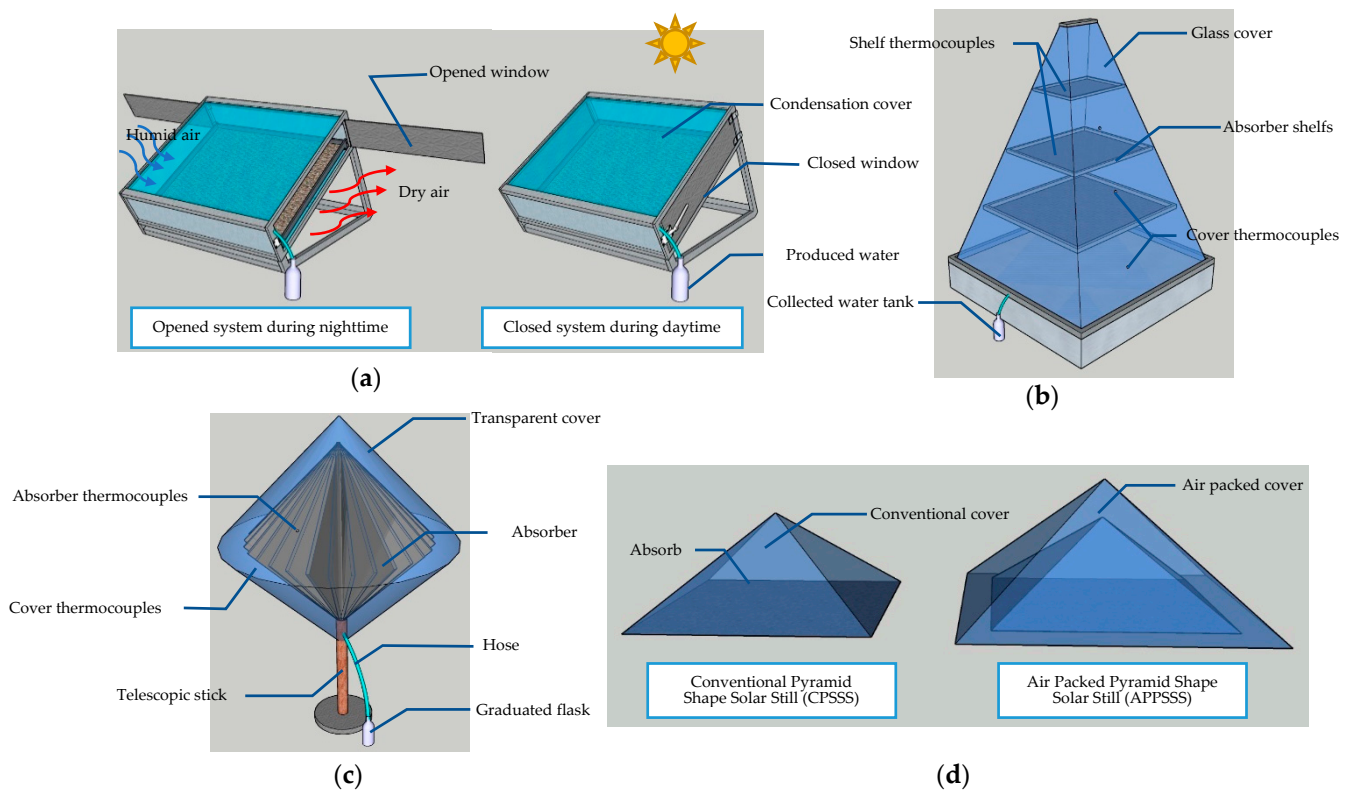 Opened window
Humid air
Dry air
Opened system during nighttime
Condensation cover
Closed window
Produced water
Closed system during daytime
(a)
Shelf thermocouples
Glass cover
Absorber shelfs
Cover thermocouples
Collected water tank
(b)
Transparent cover
Absorber thermocouples
Absorber
Cover thermocouples
Hose
Telescopic stick
Graduated flask
(c)
Conventional cover
Absorb
Conventional Pyramid
Shape Solar Still (CPSSS)
Air packed cover
Air Packed Pyramid Shape
Solar Still (APPSSS)
(d)